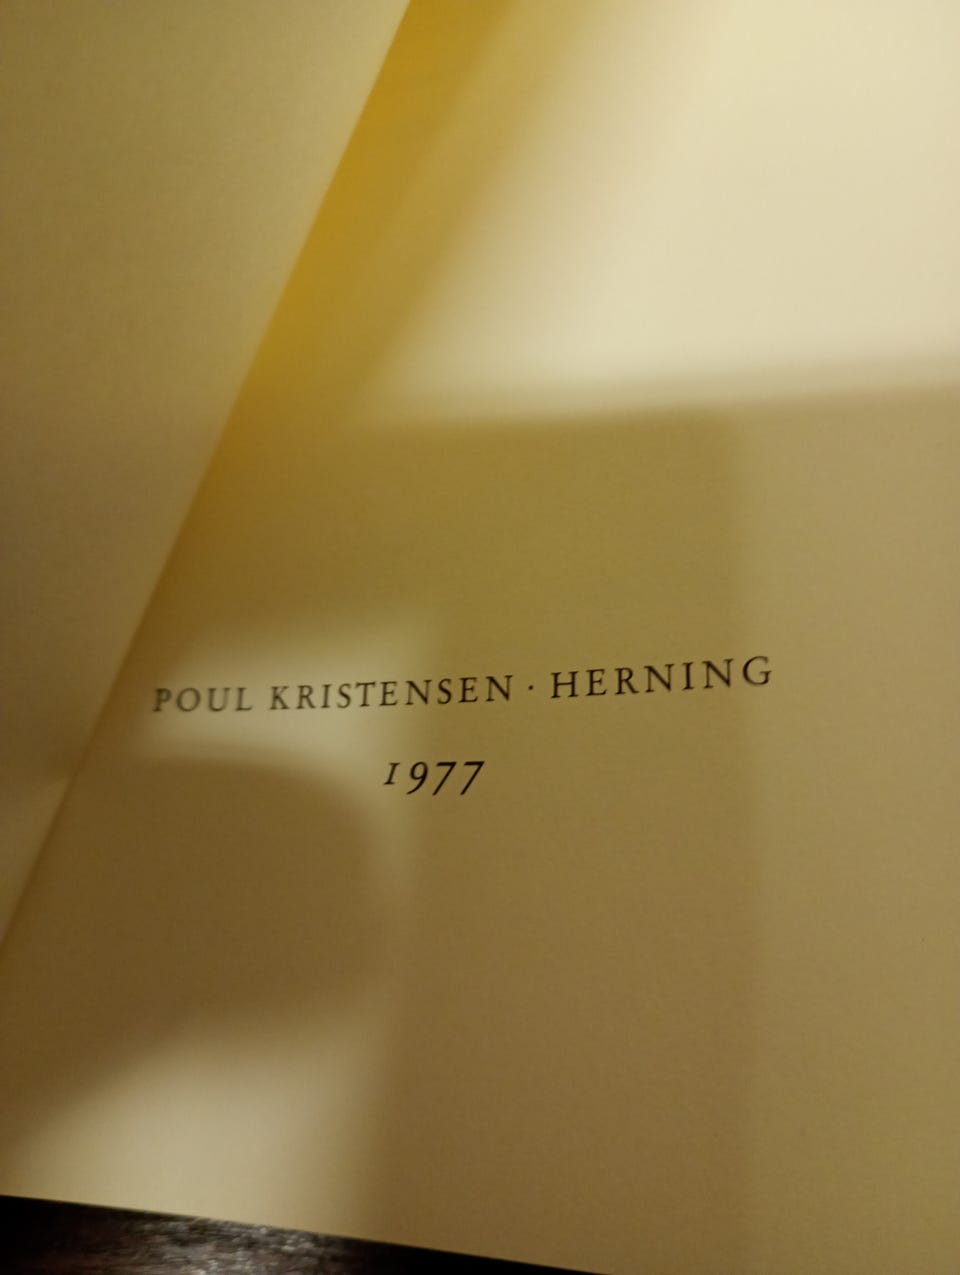 POUL KRISTENSEN · HERNING
1977